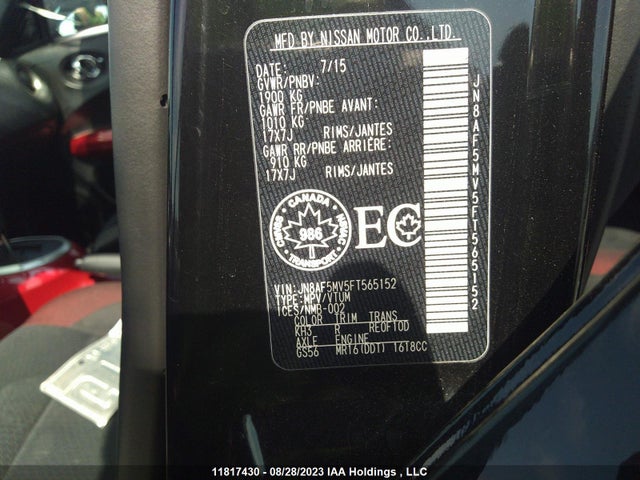 MFD BY NISSAN MOTOR CO.,LTD.
DATE: 7/15
GVWR/PNBV:
1900 KG
GAWR FR/PNBE AVANT:
1010 KG
17X7J RIMS/JANTES
GAWR RR/PNBE ARRIÈRE:
910 KG
17X7J RIMS/JANTES
CANADA
986
TRANSPORT
EC
VIN: JN8AF5MV5FT565152
TYPE: MPV/VTUM
ICES/NMB-002
COLOR TRIM TRANS
KH3 R RE0F10D
AXLE ENGINE
GS56 MR16(DDT) 1618CC
JN8AF5MV5FT565152
11817430 - 08/28/2023 IAA Holdings , LLC